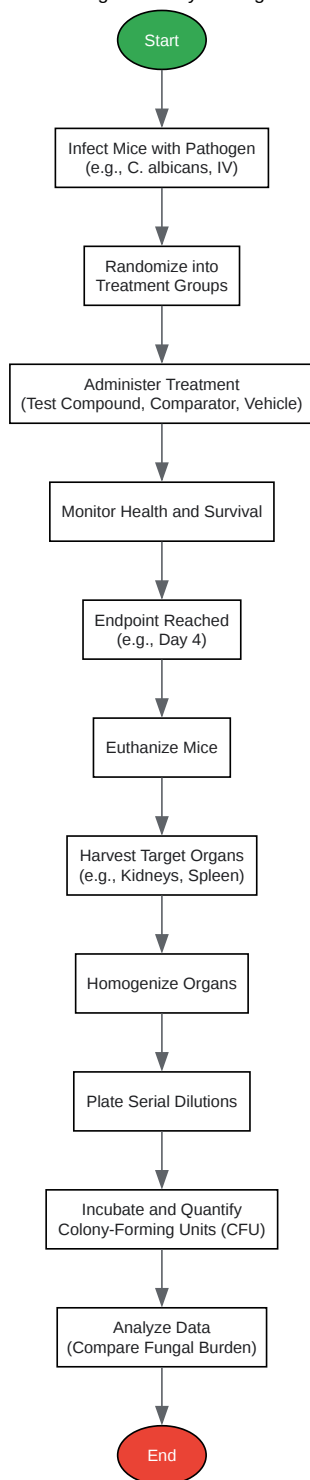 Start
Infect Mice with Pathogen
(e.g., C. albicans, IV)
Randomize into
Treatment Groups
Administer Treatment
(Test Compound, Comparator, Vehicle)
Monitor Health and Survival
Endpoint Reached
(e.g., Day 4)
Euthanize Mice
Harvest Target Organs
(e.g., Kidneys, Spleen)
Homogenize Organs
Plate Serial Dilutions
Incubate and Quantify
Colony-Forming Units (CFU)
Analyze Data
(Compare Fungal Burden)
End